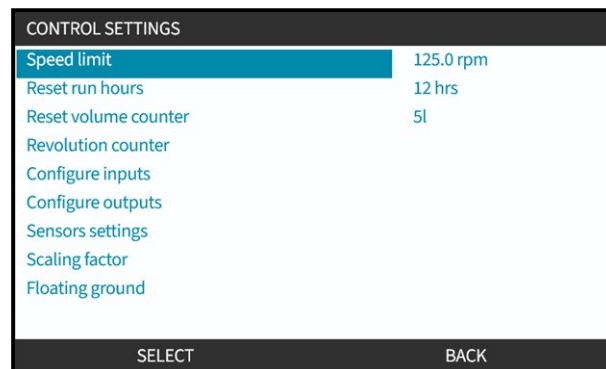 CONTROL SETTINGS
Speed limit 125.0 rpm
Reset run hours 12 hrs
Reset volume counter 5l
Revolution counter
Configure inputs
Configure outputs
Sensors settings
Scaling factor
Floating ground
SELECT BACK